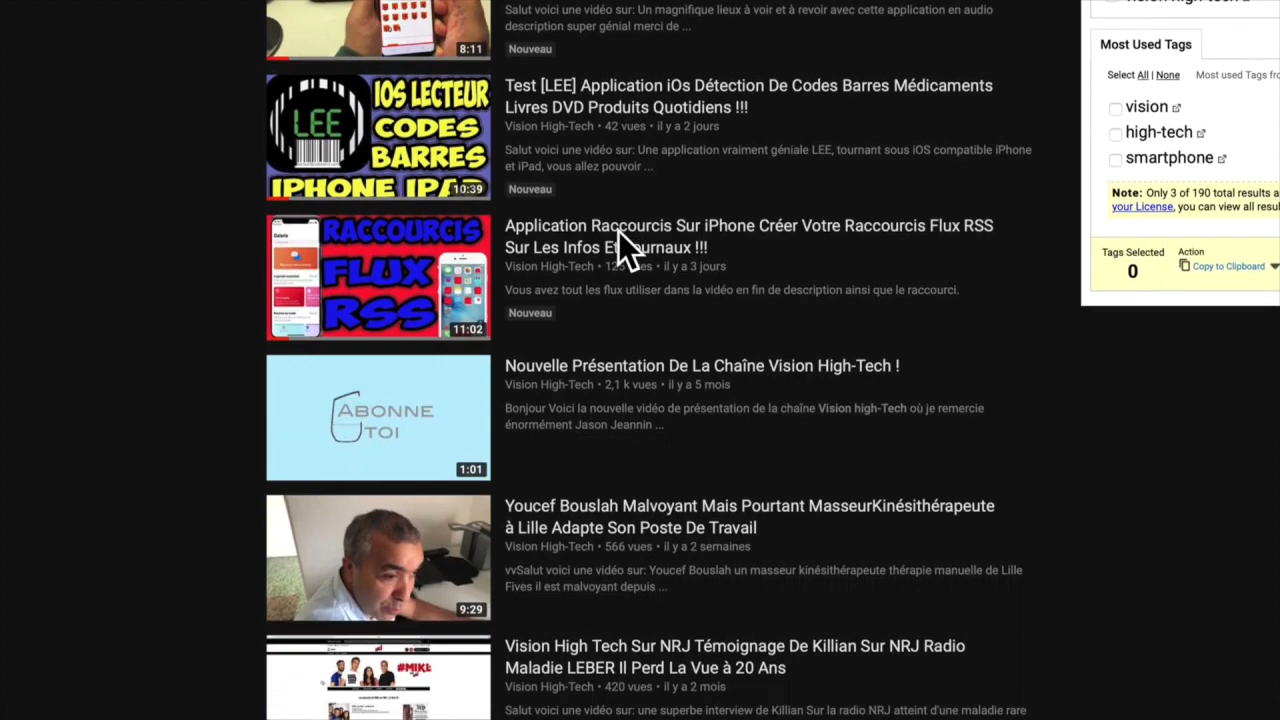 Salut voici une vidéo sur: Un magnifique lieux à voir et à revoir avec cette application en audio
description super génial merci de ...
8:11
Nouveau
IOS LECTEUR
LEE
CODES
BARRES
IPHONE IPAD
10:39
Test [LEE] Application iOs Détection De Codes Barres Médicaments
Livres DVD Produits Quotidiens !!!
Vision High-Tech • 42 vues • il y a 2 jours
Salut voici une vidéo sur: Une application vraiment géniale LEE, tournant sous iOS compatible iPhone
et iPad, vous allez pouvoir ...
Nouveau
RACCOURCIS
FLUX
RSS
Galerie
11:02
Application Raccourcis Sur iPhone Créer Votre Raccourcis Flux RSS
Sur Les Infos Et Journaux !!!
Vision High-Tech • vues • il y a 3 jours
Vous avez tout les flux utiliser dans la vidéo en fin de description ainsi que le raccourci.
Nouveau
ABONNE
TOI
1:01
Nouvelle Présentation De La Chaîne Vision High-Tech !
Vision High-Tech • 2,1 k vues • il y a 5 mois
Bonjour Voici la nouvelle vidéo de présentation de la chaîne Vision high-Tech où je remercie
énormément Jason Jeannin ...
9:29
Youcef Bouslah Malvoyant Mais Pourtant MasseurKinésithérapeute
à Lille Adapte Son Poste De Travail
Vision High-Tech • 566 vues • il y a 2 semaines
vvSalut voici une vidéo sur: Youcef Bouslah un masseur kinésithérapeute thérapie manuelle de Lille
Fives il est malvoyant depuis ...
#MIKL
Vision High Tech Sur NRJ Témoignage De Killian Sur NRJ Radio
Maladie LEBER Il Perd La Vue à 20 Ans
Vision High-Tech • 420 vues • il y a 2 mois
Salut voici une vidéo sur: une superbe interview de Killian Sur la radio NRJ atteint d'une maladie rare
vision high-tech
Most Used Tags
Select All | None Most used Tags
vision
high-tech
smartphone
Note: Only 3 of 190 total results
your License, you can view all
Tags Selected
0
Action
Copy to Clipboard